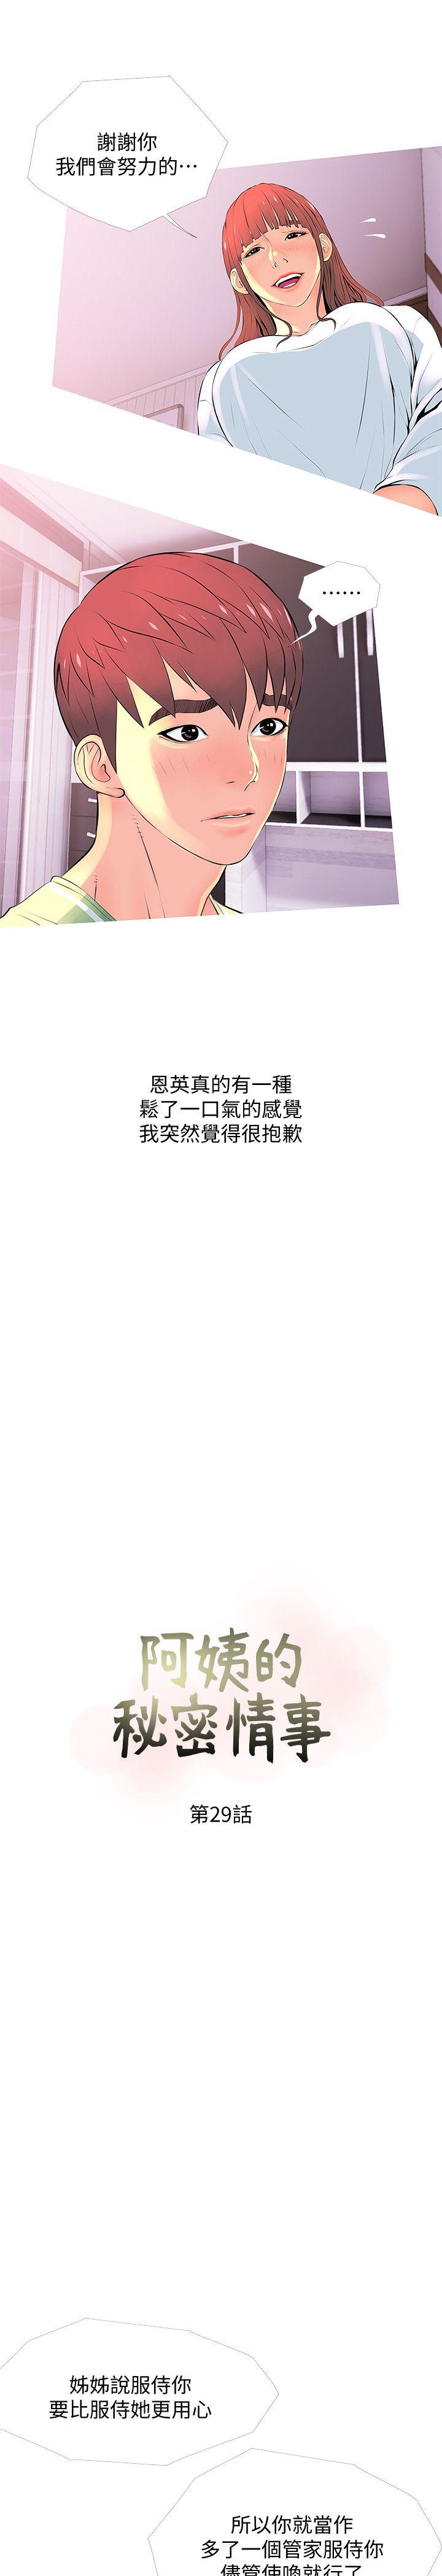 謝謝你
我們會努力的…
……
恩英真的有一種
鬆了一口氣的感覺
我突然覺得很抱歉
阿姨的
秘密情事
第29話
姊姊說服侍你
要比服侍她更用心
所以你就當作
多了一個管家服侍你
儘管使喚就行了